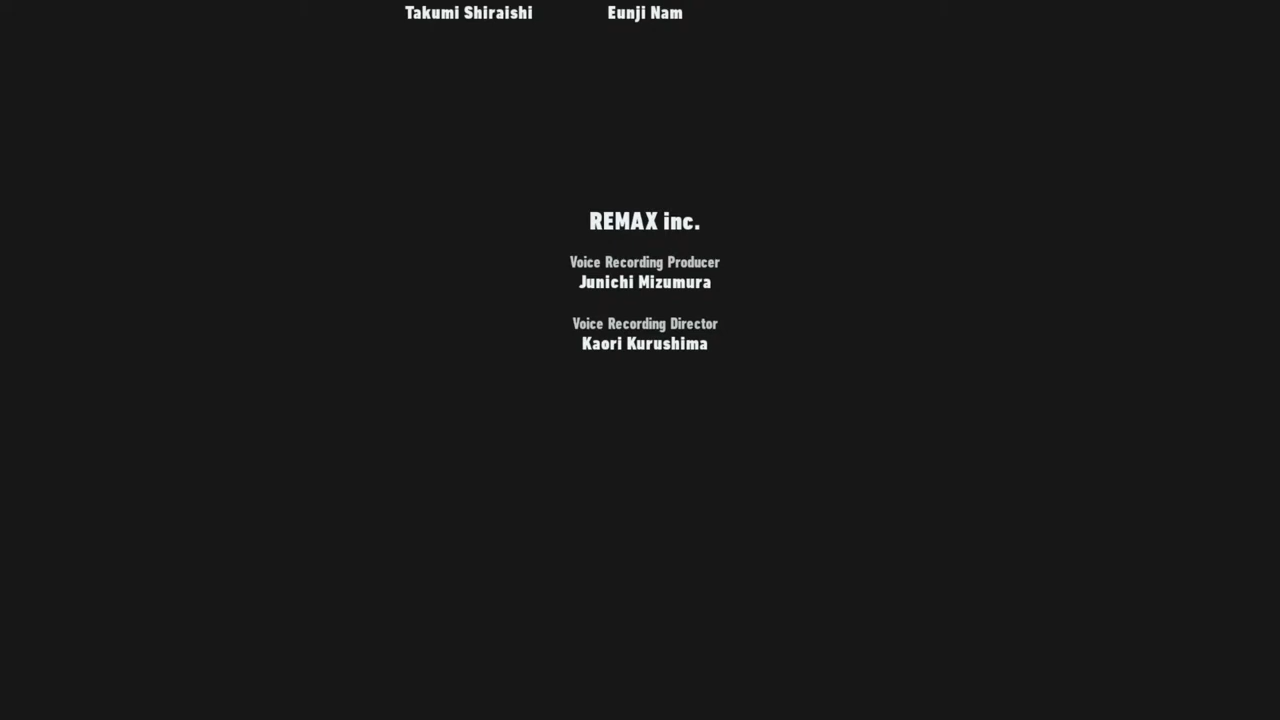 Takumi Shiraishi Eunji Nam
REMAX inc.
Voice Recording Producer
Junichi Mizumura
Voice Recording Director
Kaori Kurushima